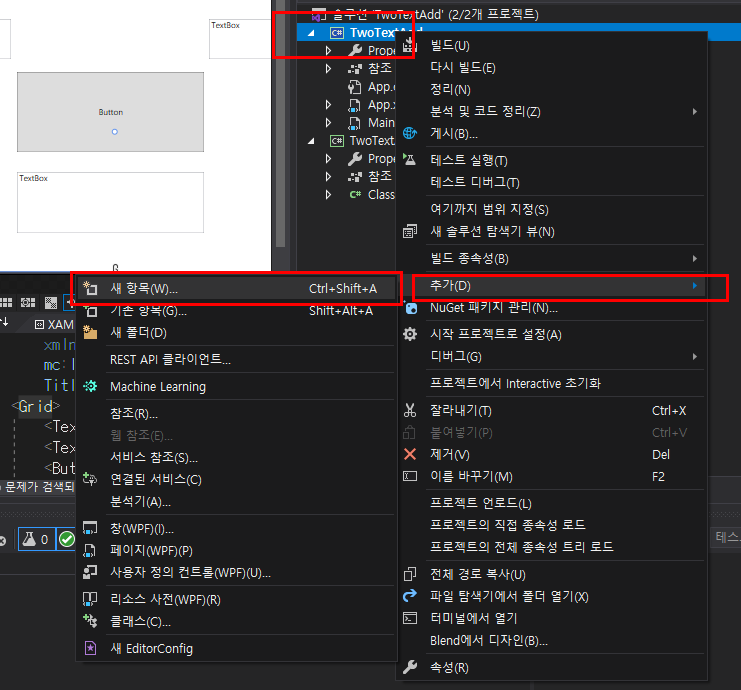 TextBox
Button
TextBox
솔루션 'TwoTextAdd' (2/2개 프로젝트)
TwoTextAdd
Prope
참조
App.
App.x
Main
TwoText
Prope
참조
Class
빌드(U)
다시 빌드(E)
정리(N)
분석 및 코드 정리(Z)
게시(B)...
테스트 실행(T)
테스트 디버그(T)
여기까지 범위 지정(S)
새 솔루션 탐색기 뷰(N)
빌드 종속성(B)
추가(D)
NuGet 패키지 관리(N)...
시작 프로젝트로 설정(A)
디버그(G)
프로젝트에서 Interactive 초기화
잘라내기(T) Ctrl+X
붙여넣기(P) Ctrl+V
제거(V) Del
이름 바꾸기(M) F2
프로젝트 언로드(L)
프로젝트의 직접 종속성 로드
프로젝트의 전체 종속성 트리 로드
전체 경로 복사(U)
파일 탐색기에서 폴더 열기(X)
터미널에서 열기
Blend에서 디자인(B)...
속성(R)
새 항목(W)... Ctrl+Shift+A
기존 항목(G)... Shift+Alt+A
새 폴더(D)
REST API 클라이언트...
Machine Learning
참조(R)...
웹 참조(E)...
서비스 참조(S)...
연결된 서비스(C)
분석기(A)...
창(WPF)(I)...
페이지(WPF)(P)
사용자 정의 컨트롤(WPF)(U)...
리소스 사전(WPF)(R)
클래스(C)...
새 EditorConfig
XAM
xmln
mc:
Titl
<Grid>
<Tex
<Tex
<But
문제가 검색되
0
테스